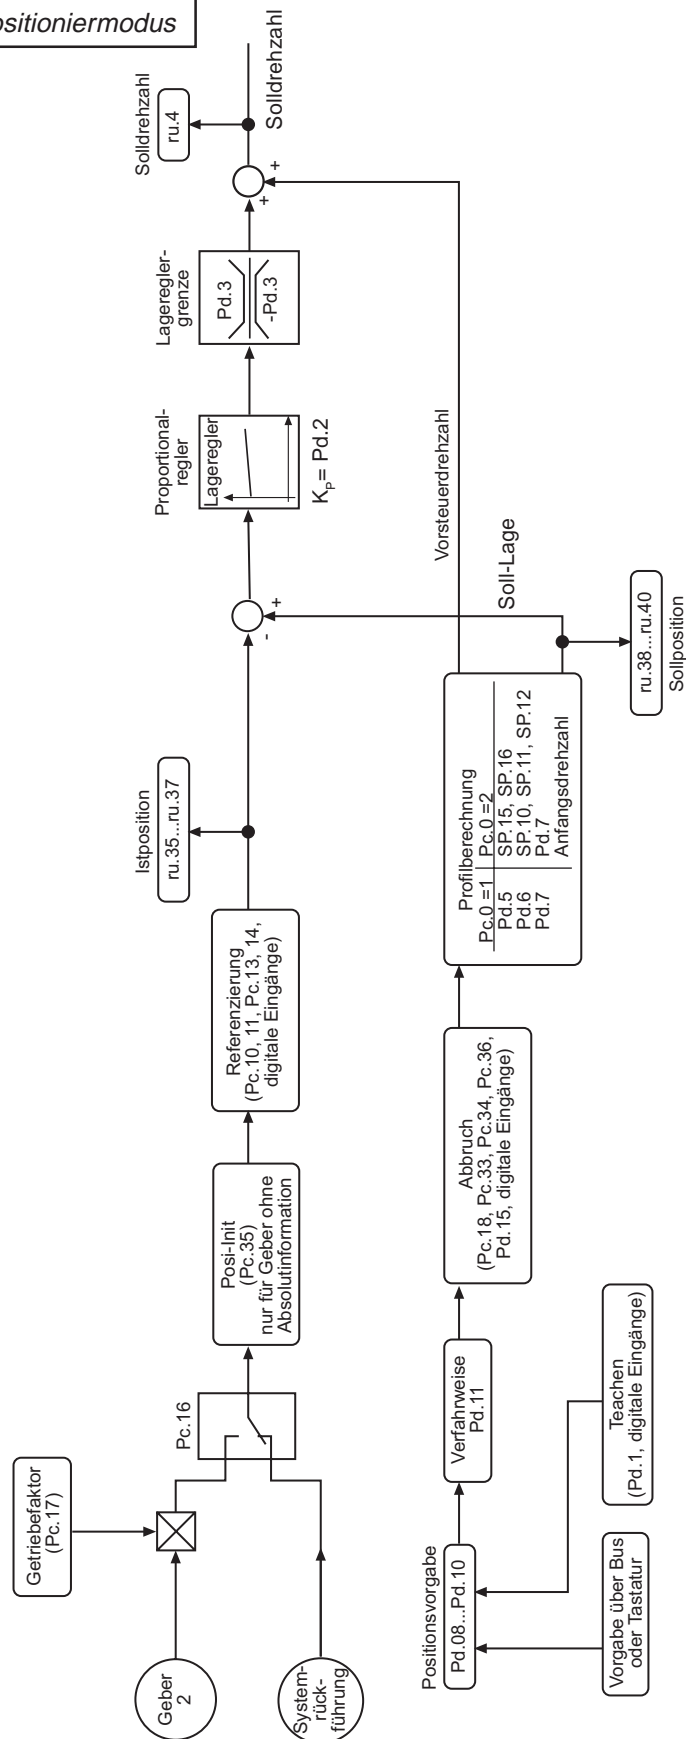 ositioniermodus
Geber
2
Getriebefaktor
(Pc.17)
System-
rück-
führung
Pc.16
Posi-Init
(Pc.35)
nur für Geber ohne
Absolutinformation
Referenzierung
(Pc.10, 11, Pc.13, 14,
digitale Eingänge)
Istposition
ru.35...ru.37
-
+
Proportional-
regler
Lageregler
K_P = Pd.2
Lageregler-
grenze
Pd.3
-Pd.3
+
+
Solldrehzahl
ru.4
Solldrehzahl
Positionsvorgabe
Pd.08...Pd.10
Vorgabe über Bus
oder Tastatur
Teachen
(Pd.1, digitale Eingänge)
Verfahrweise
Pd.11
Abbruch
(Pc.18, Pc.33, Pc.34, Pc.36,
Pd.15, digitale Eingänge)
Profilberechnung
Pc.0 =1 Pc.0 =2
Pd.5 SP.15, SP.16
Pd.6 SP.10, SP.11, SP.12
Pd.7 Pd.7
Anfangsdrehzahl
Vorsteuerdrehzahl
Soll-Lage
ru.38...ru.40
Sollposition